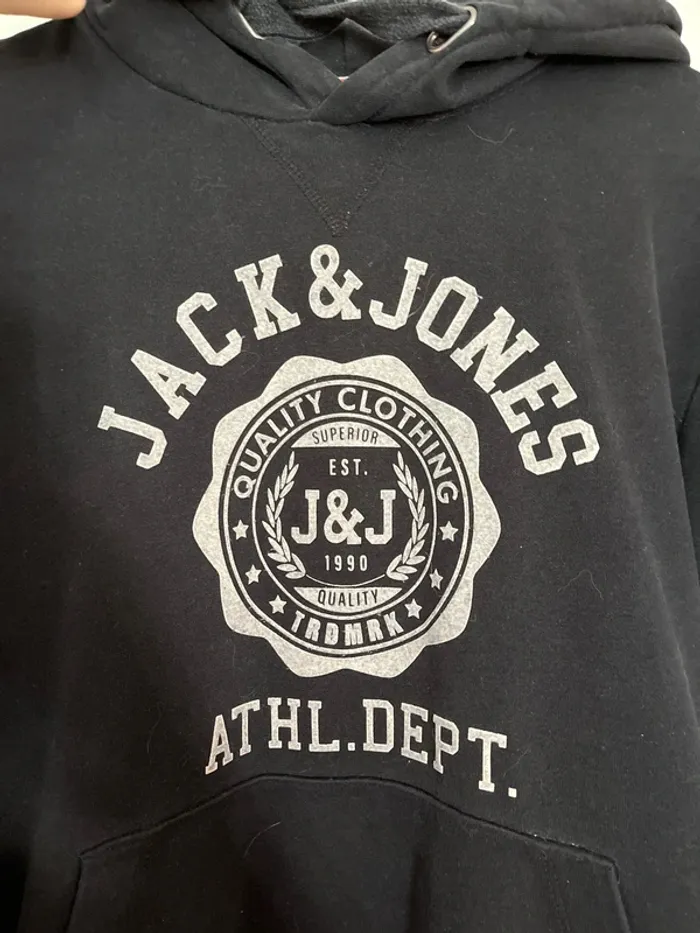 JACK&JONES
QUALITY CLOTHING
SUPERIOR
EST.
J&J
1990
QUALITY
TRDMRK
ATHL.DEPT.